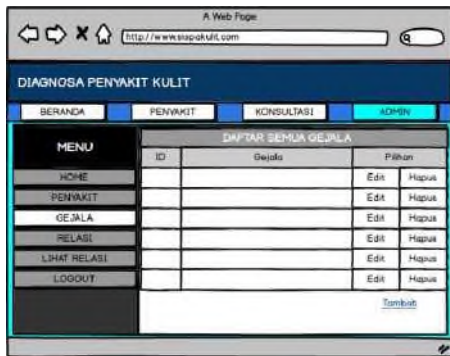 A Web Page
http://www.siapakulit.com
DIAGNOSA PENYAKIT KULIT
BERANDA PENYAKIT KONSULTASI ADMIN
MENU
HOME
PENYAKIT
GEJALA
RELASI
LIHAT RELASI
LOGOUT
DAFTAR SEMUA GEJALA
ID Gejala Pilihan
Edit Hapus
Edit Hapus
Edit Hapus
Edit Hapus
Edit Hapus
Edit Hapus
Tambah